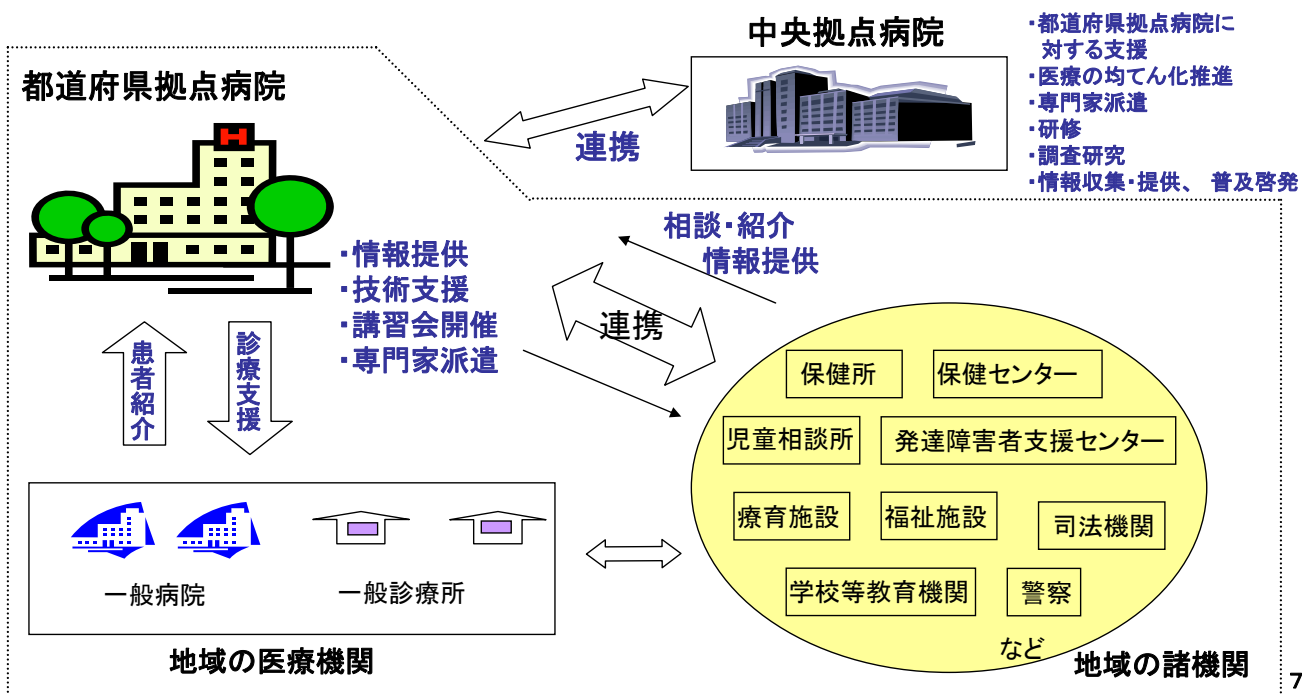 中央拠点病院
・都道府県拠点病院に
対する支援
・医療の均てん化推進
・専門家派遣
・研修
・調査研究
・情報収集・提供、 普及啓発
都道府県拠点病院
H
連携
相談・紹介
情報提供
・情報提供
・技術支援
・講習会開催
・専門家派遣
連携
患者紹介
診療支援
保健所
保健センター
児童相談所
発達障害者支援センター
療育施設
福祉施設
司法機関
学校等教育機関
警察
など
地域の諸機関
一般病院
一般診療所
地域の医療機関
7